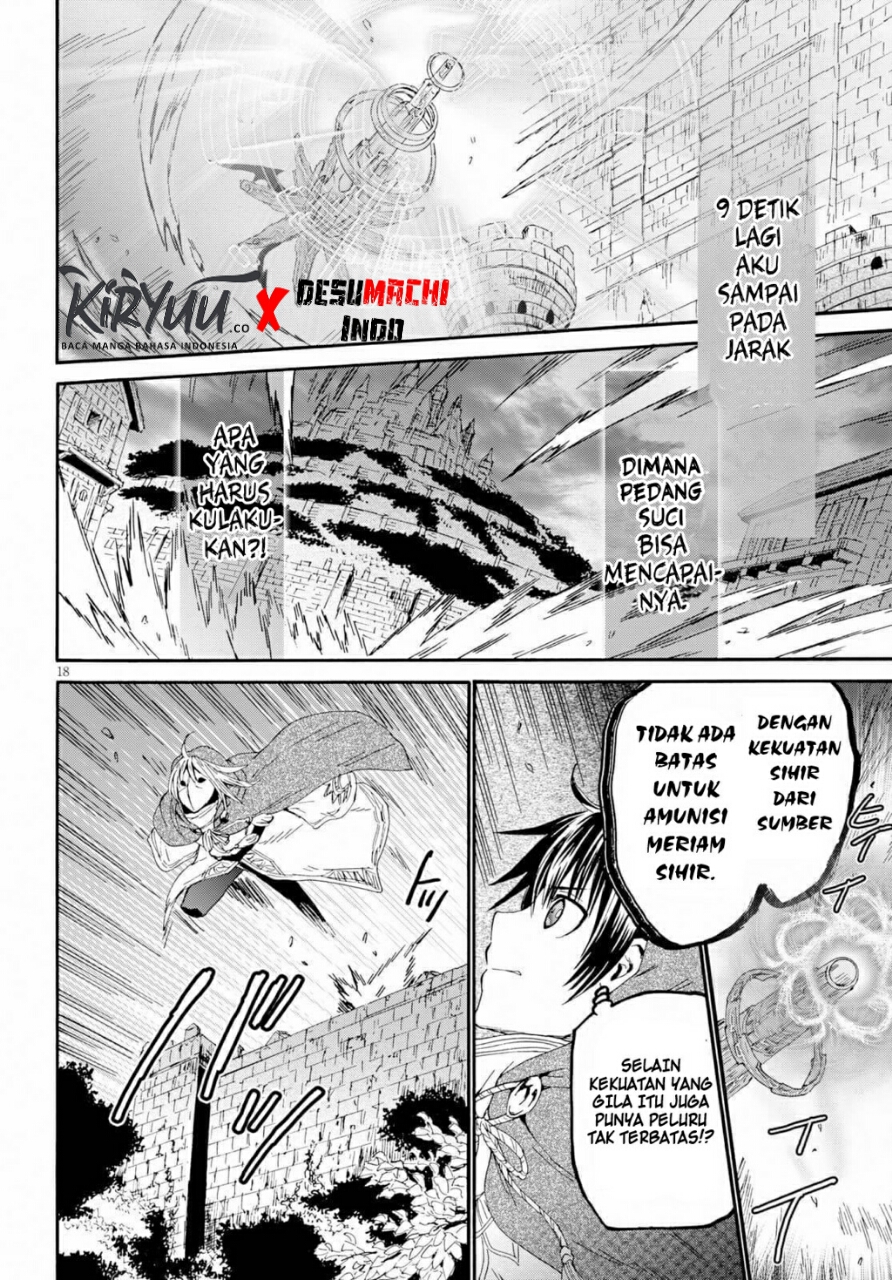 9 DETIK
LAGI
AKU
SAMPAI
PADA
JARAK
KIRYUU.CO
BACA MANGA BAHASA INDONESIA
X
DESUMACHI
INDO
DIMANA
PEDANG
SUCI
BISA
MENCAPAI-
NYA.
APA
YANG
HARUS
KULAKU-
KAN?!
18
DENGAN
KEKUATAN
SIHIR
DARI
SUMBER
TIDAK ADA
BATAS
UNTUK
AMUNISI
MERIAM
SIHIR.
SELAIN
KEKUATAN YANG
GILA ITU JUGA
PUNYA PELURU
TAK TERBATAS!?